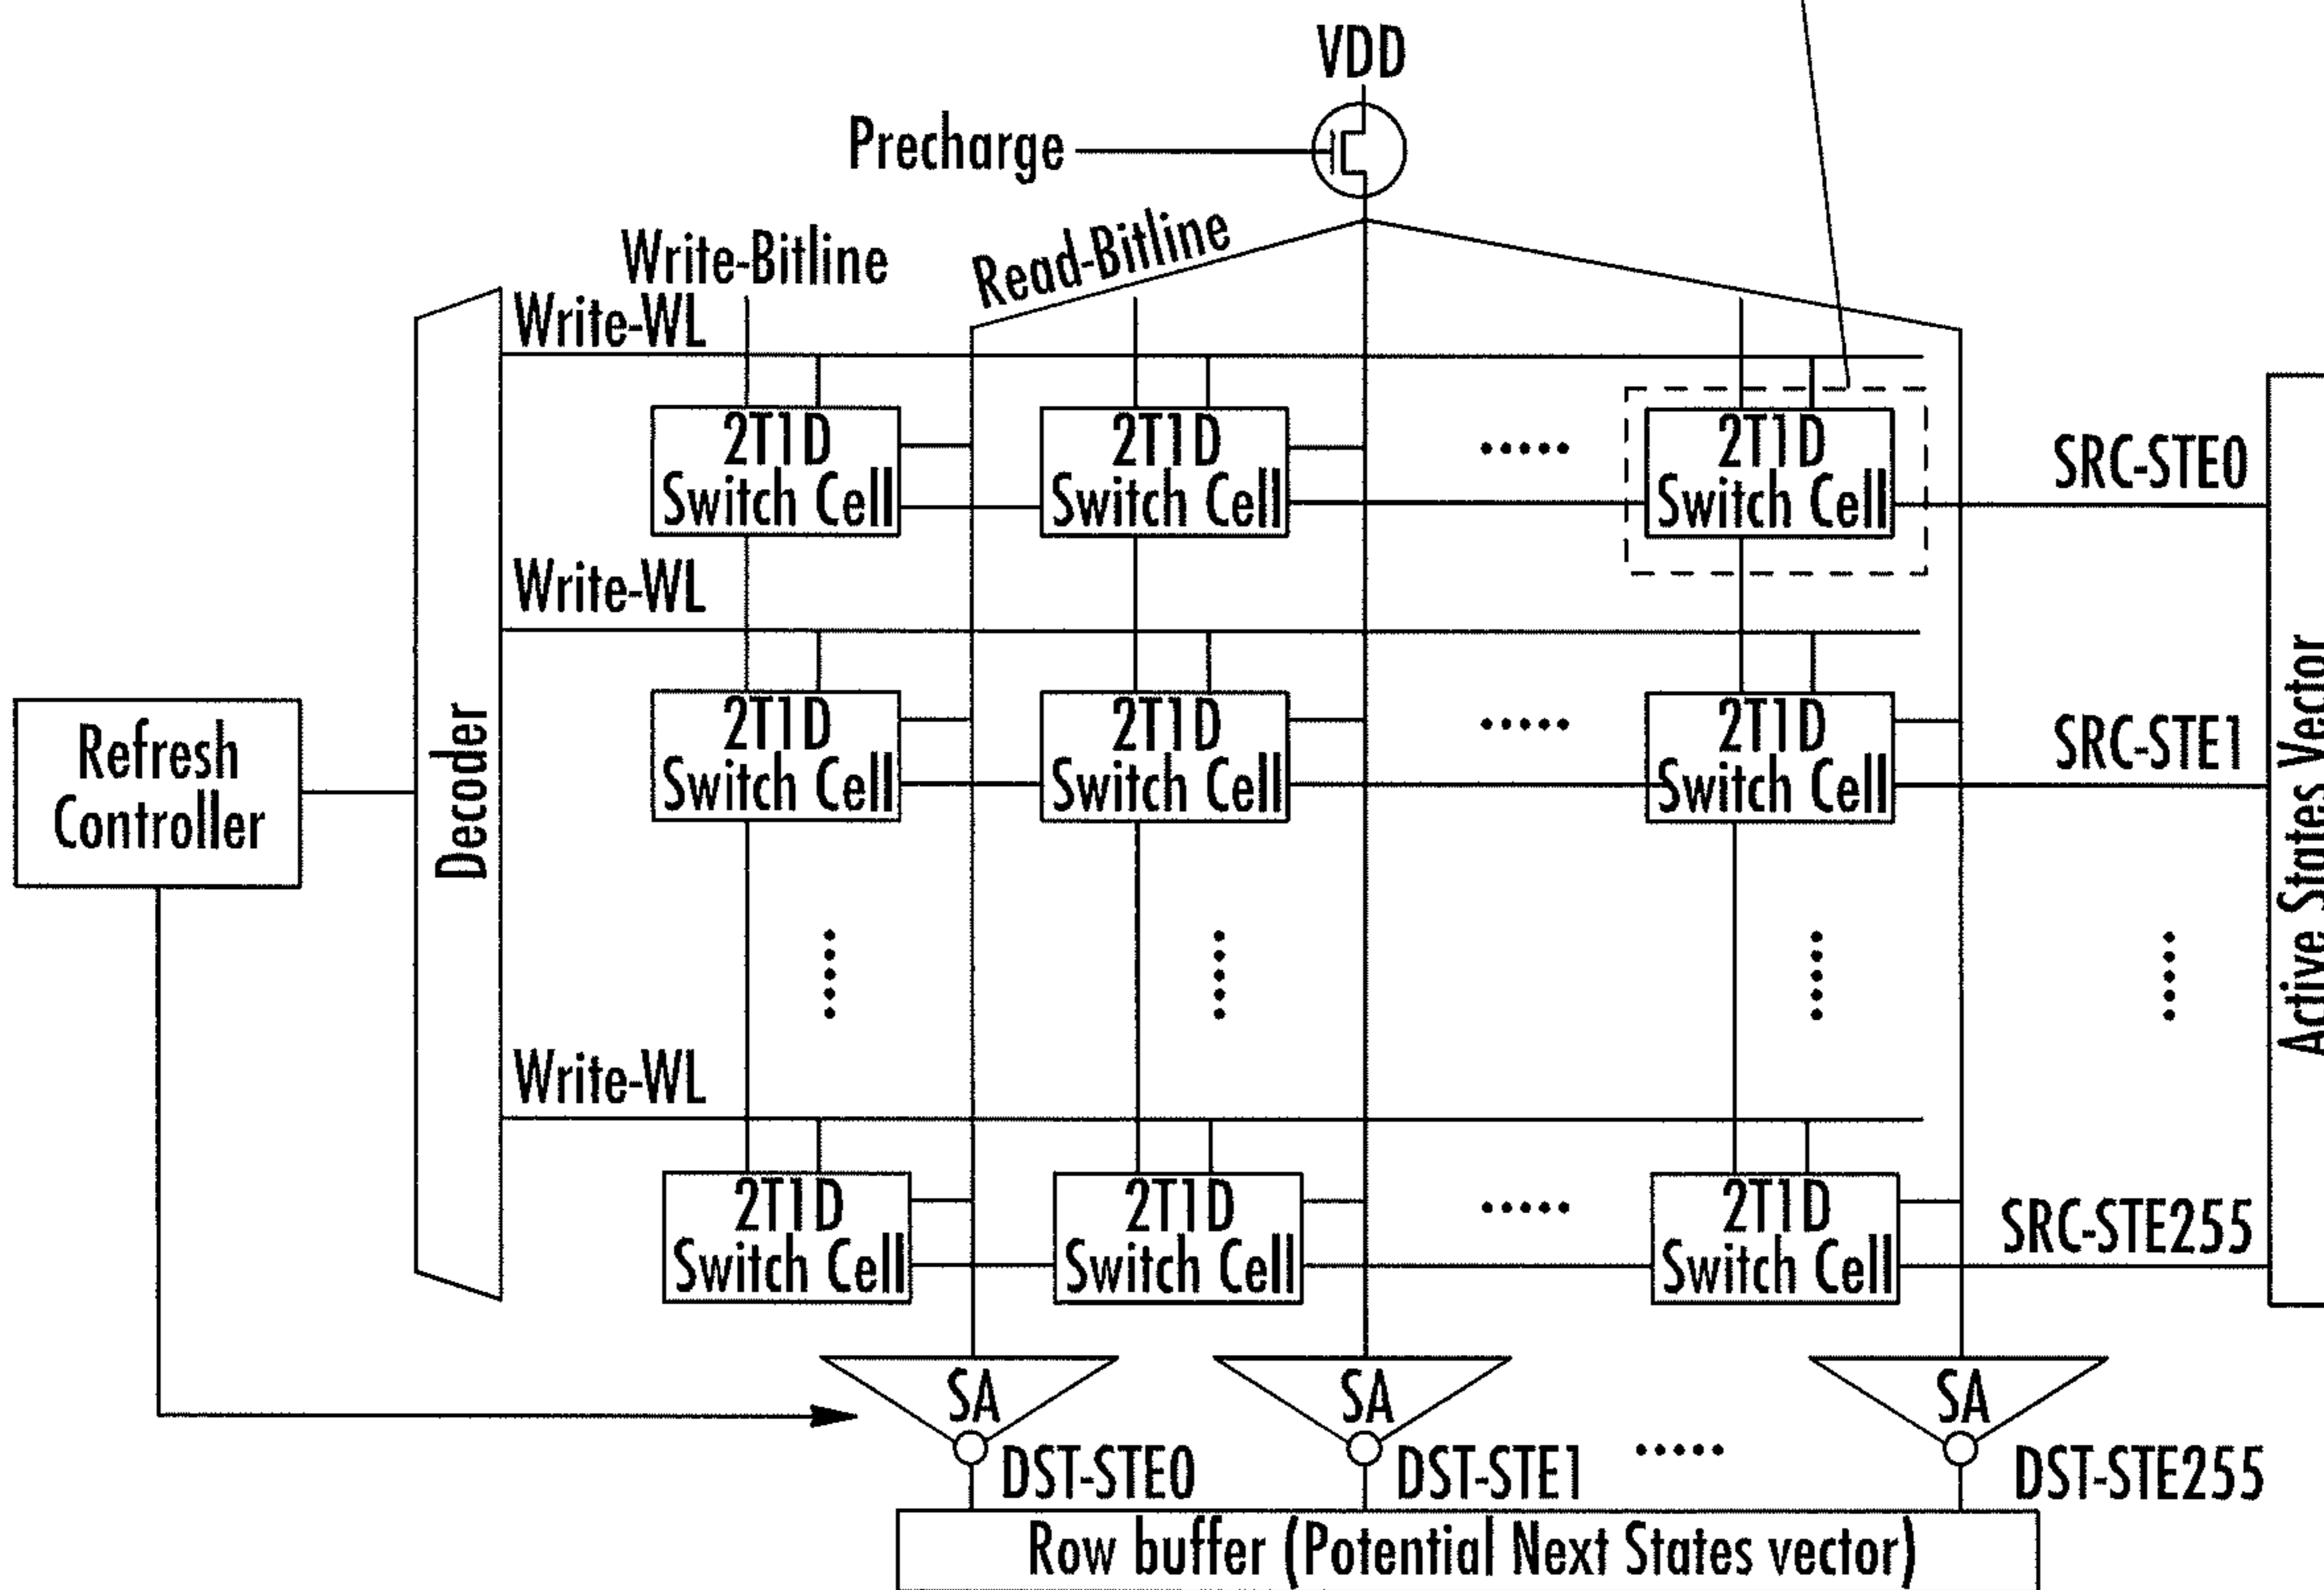 VDD
Precharge
Write-Bitline
Read-Bitline
Write-WL
2T1D
Switch Cell
2T1D
Switch Cell
2T1D
Switch Cell
SRC-STE0
Write-WL
2T1D
Switch Cell
2T1D
Switch Cell
2T1D
Switch Cell
SRC-STE1
Refresh
Controller
Decoder
Active States Vector
Write-WL
2T1D
Switch Cell
2T1D
Switch Cell
2T1D
Switch Cell
SRC-STE255
SA
SA
SA
DST-STE0
DST-STE1
DST-STE255
Row buffer (Potential Next States vector)